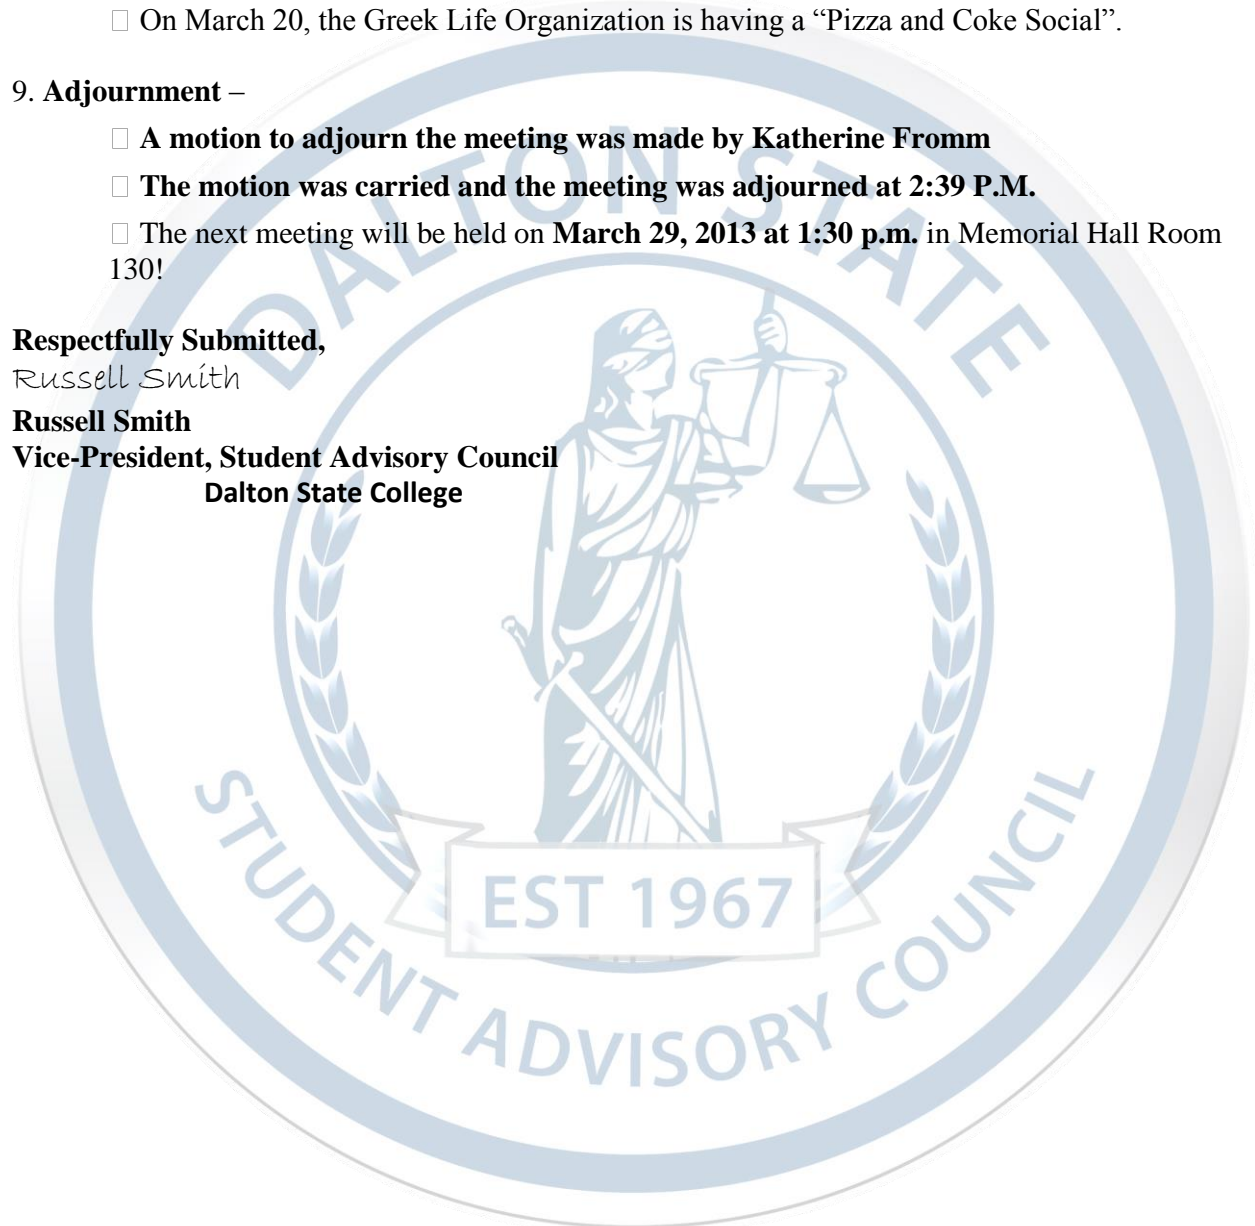 □ On March 20, the Greek Life Organization is having a “Pizza and Coke Social”.
9. Adjournment –
□ A motion to adjourn the meeting was made by Katherine Fromm
□ The motion was carried and the meeting was adjourned at 2:39 P.M.
□ The next meeting will be held on March 29, 2013 at 1:30 p.m. in Memorial Hall Room
130!
Respectfully Submitted,
Russell Smith
Russell Smith
Vice-President, Student Advisory Council
Dalton State College
DALTON STATE
EST 1967
STUDENT ADVISORY COUNCIL